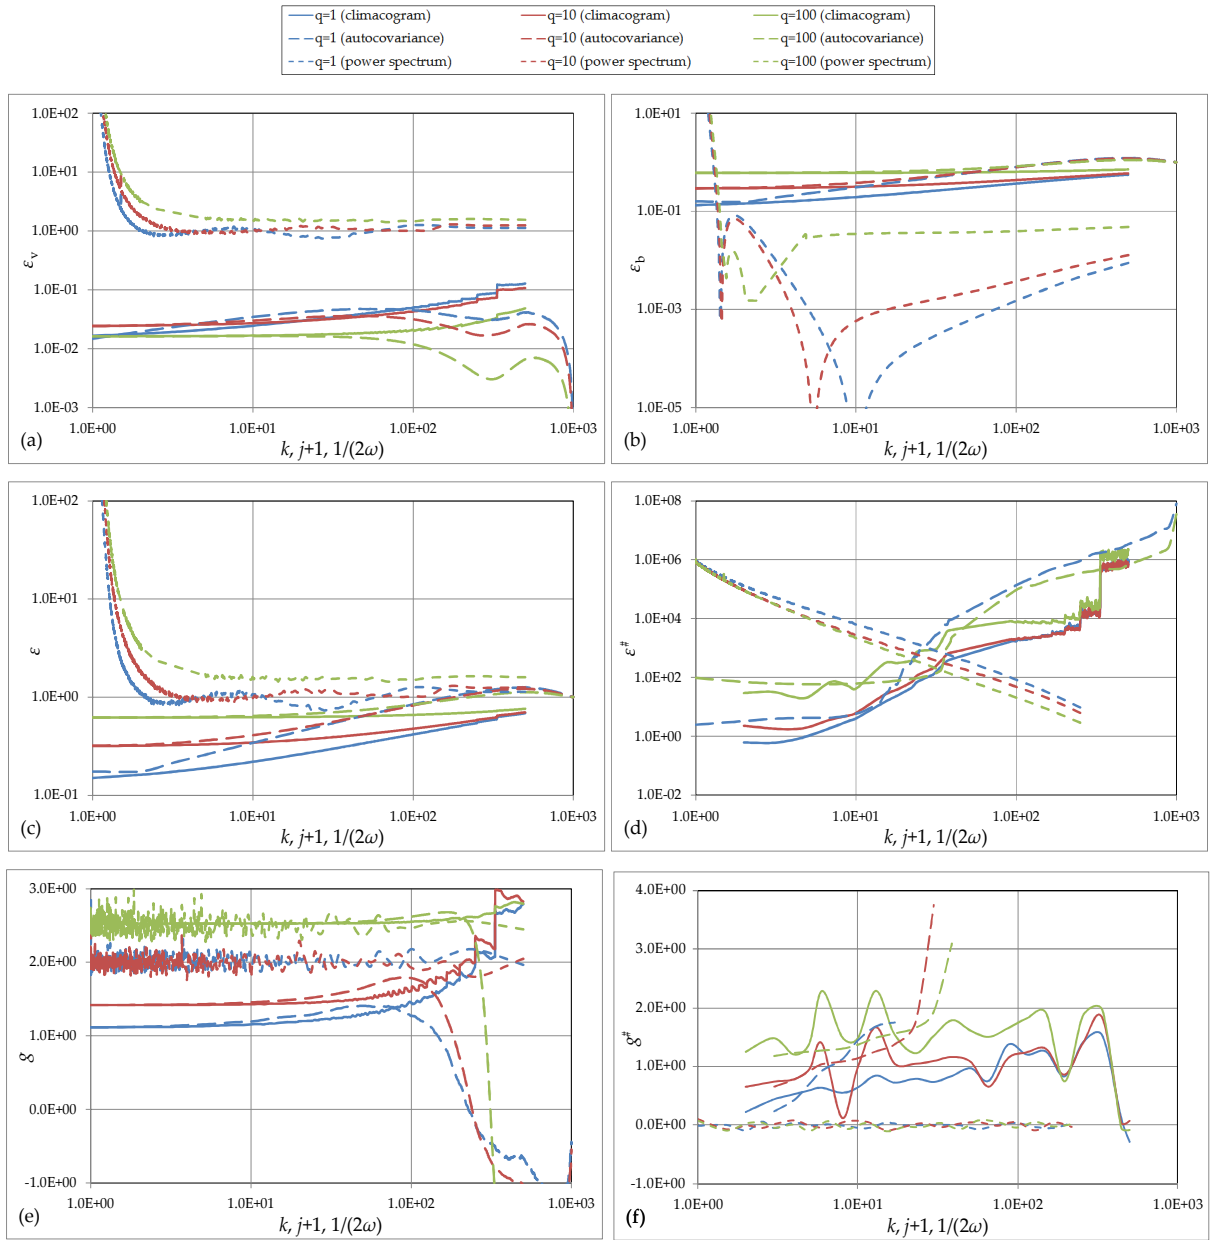 q=1 (climacogram) q=10 (climacogram) q=100 (climacogram)
q=1 (autocovariance) q=10 (autocovariance) q=100 (autocovariance)
q=1 (power spectrum) q=10 (power spectrum) q=100 (power spectrum)
1.0E+02
1.0E+01
1.0E+00
1.0E-01
1.0E-02
1.0E-03
εv
1.0E+00 1.0E+01 1.0E+02 1.0E+03
(a)
k, j+1, 1/(2ω)
1.0E+01
1.0E-01
1.0E-03
1.0E-05
εb
1.0E+00 1.0E+01 1.0E+02 1.0E+03
(b)
k, j+1, 1/(2ω)
1.0E+02
1.0E+01
1.0E+00
1.0E-01
ε
1.0E+00 1.0E+01 1.0E+02 1.0E+03
(c)
k, j+1, 1/(2ω)
1.0E+08
1.0E+06
1.0E+04
1.0E+02
1.0E+00
1.0E-02
ε#
1.0E+00 1.0E+01 1.0E+02 1.0E+03
(d)
k, j+1, 1/(2ω)
3.0E+00
2.0E+00
1.0E+00
0.0E+00
-1.0E+00
g
1.0E+00 1.0E+01 1.0E+02 1.0E+03
(e)
k, j+1, 1/(2ω)
4.0E+00
3.0E+00
2.0E+00
1.0E+00
0.0E+00
-1.0E+00
g#
1.0E+00 1.0E+01 1.0E+02 1.0E+03
(f)
k, j+1, 1/(2ω)